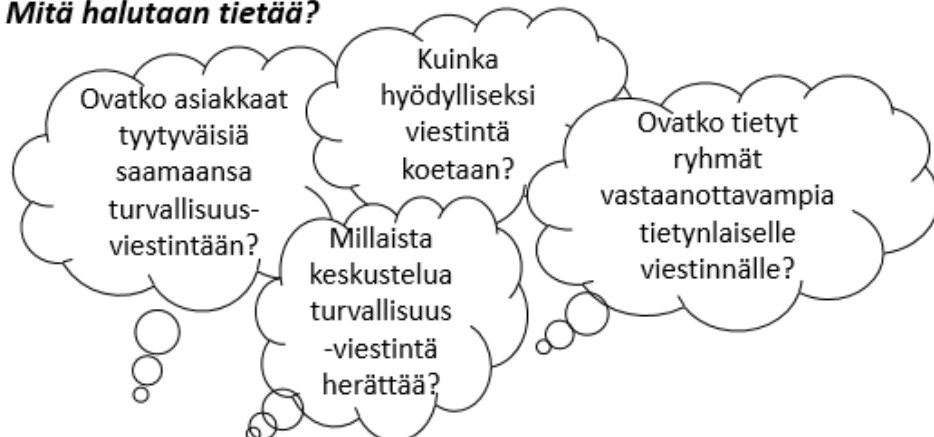 Mitä halutaan tietää?
Ovatko asiakkaat
tyytyväisiä
saamaansa
turvallisuus-
viestintään?
Kuinka
hyödylliseksi
viestintä
koetaan?
Ovatko tietyt
ryhmät
vastaanottavampia
tietynlaiselle
viestinnälle?
Millaista
keskustelua
turvallisuus
-viestintä
herättää?